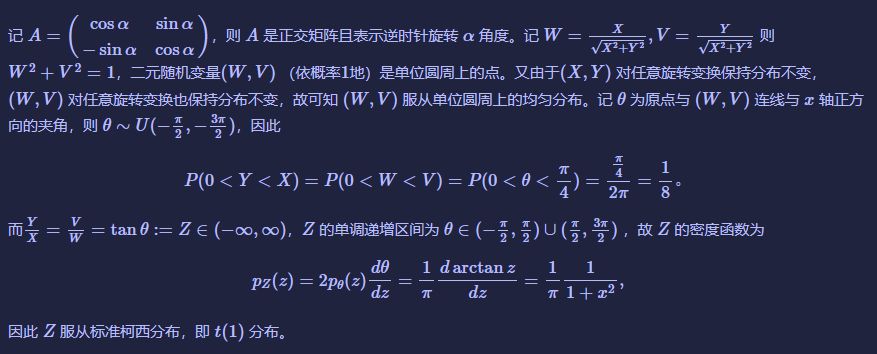 记 $A = \begin{pmatrix} \cos\alpha & \sin\alpha \\ -\sin\alpha & \cos\alpha \end{pmatrix}$,则 $A$ 是正交矩阵且表示逆时针旋转 $\alpha$ 角度。记 $W = \frac{X}{\sqrt{X^2+Y^2}}, V = \frac{Y}{\sqrt{X^2+Y^2}}$ 则
$W^2 + V^2 = 1$,二元随机变量$(W, V)$ (依概率1地)是单位圆周上的点。又由于$(X, Y)$ 对任意旋转变换保持分布不变,
$(W, V)$ 对任意旋转变换也保持分布不变,故可知 $(W, V)$ 服从单位圆周上的均匀分布。记 $\theta$ 为原点与 $(W, V)$ 连线与 $x$ 轴正方
向的夹角,则 $\theta \sim U(-\frac{\pi}{2}, -\frac{3\pi}{2})$,因此
$$P(0 < Y < X) = P(0 < W < V) = P(0 < \theta < \frac{\pi}{4}) = \frac{\frac{\pi}{4}}{2\pi} = \frac{1}{8}。$$
而$\frac{Y}{X} = \frac{V}{W} = \tan\theta := Z \in (-\infty, \infty)$,$Z$ 的单调递增区间为 $\theta \in (-\frac{\pi}{2}, \frac{\pi}{2}) \cup (\frac{\pi}{2}, \frac{3\pi}{2})$ ,故 $Z$ 的密度函数为
$$p_Z(z) = 2p_\theta(z)\frac{d\theta}{dz} = \frac{1}{\pi}\frac{d\arctan z}{dz} = \frac{1}{\pi}\frac{1}{1+x^2},$$
因此 $Z$ 服从标准柯西分布,即 $t(1)$ 分布。